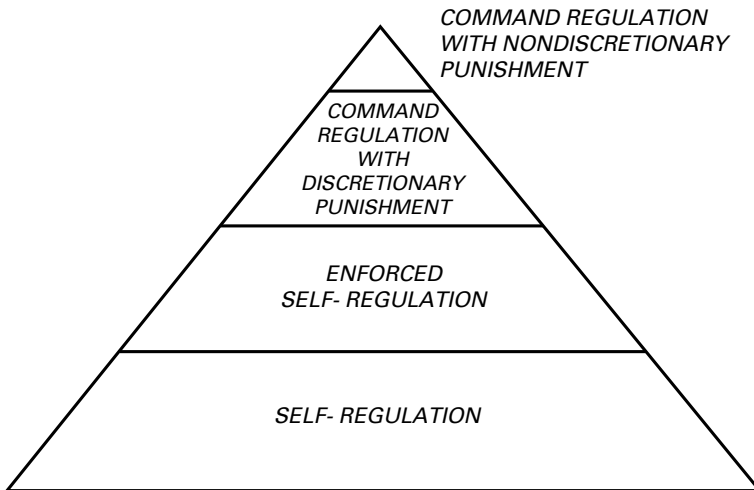 COMMAND REGULATION
WITH NONDISCRETIONARY
PUNISHMENT
COMMAND
REGULATION
WITH
DISCRETIONARY
PUNISHMENT
ENFORCED
SELF- REGULATION
SELF- REGULATION